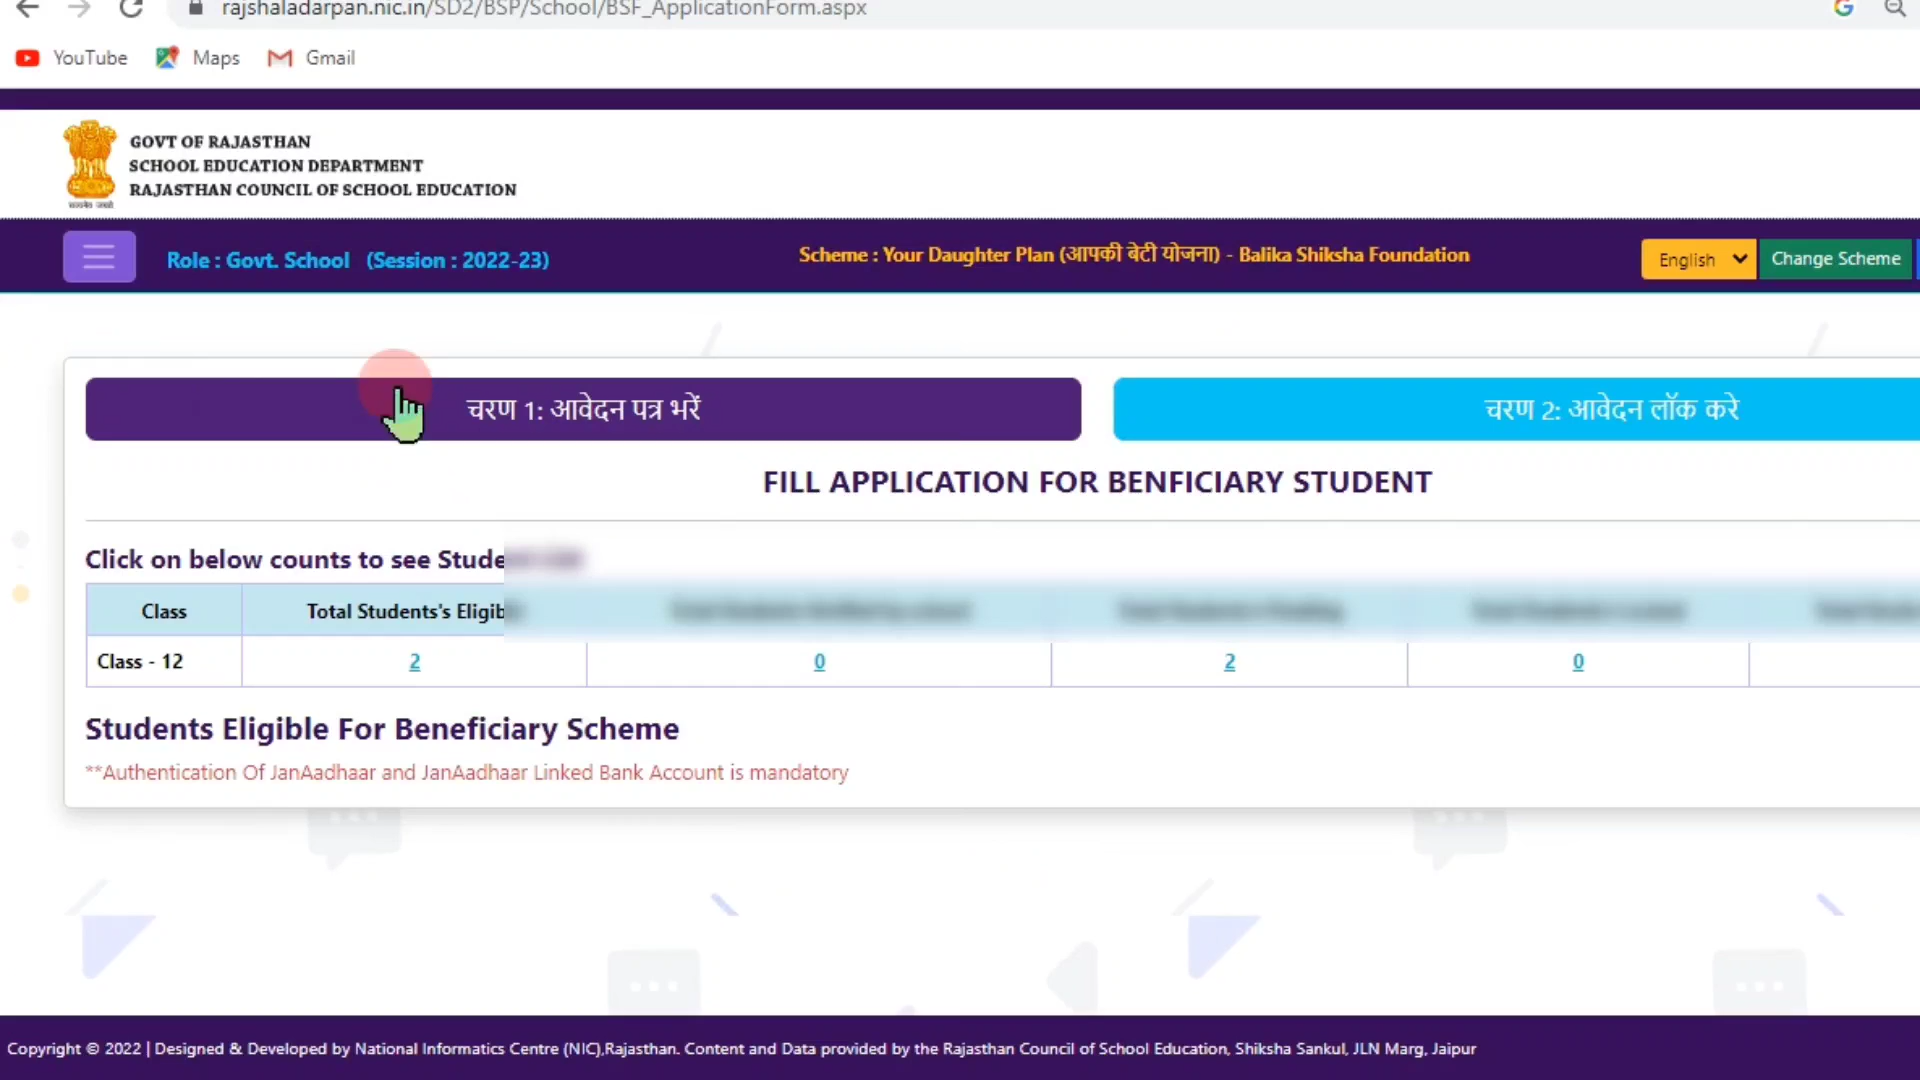 rajshaladarpan.nic.in/SD2/BSP/School/BSF_ApplicationForm.aspx
YouTube Maps Gmail
GOVT OF RAJASTHAN
SCHOOL EDUCATION DEPARTMENT
RAJASTHAN COUNCIL OF SCHOOL EDUCATION
Role : Govt. School (Session : 2022-23) Scheme : Your Daughter Plan (आपकी बेटी योजना) - Balika Shiksha Foundation English Change Scheme
चरण 1: आवेदन पत्र भरें चरण 2: आवेदन लॉक करे
FILL APPLICATION FOR BENFICIARY STUDENT
Click on below counts to see
Class Total Students's
Class - 12 2 0 2 0
Students Eligible For Beneficiary Scheme
**Authentication Of JanAadhaar and JanAadhaar Linked Bank Account is mandatory
Copyright © 2022 | Designed & Developed by National Informatics Centre (NIC),Rajasthan. Content and Data provided by the Rajasthan Council of School Education, Shiksha Sankul, JLN Marg, Jaipur